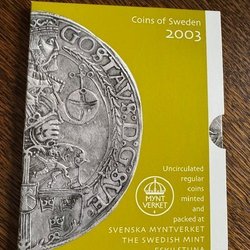 Coins of Sweden
2003
GOSTAVS·D:G·SVE
MYNT
VERKET
Uncirculated
regular
coins
minted
and
packed at
SVENSKA MYNTVERKET
THE SWEDISH MINT
ESKILSTUNA